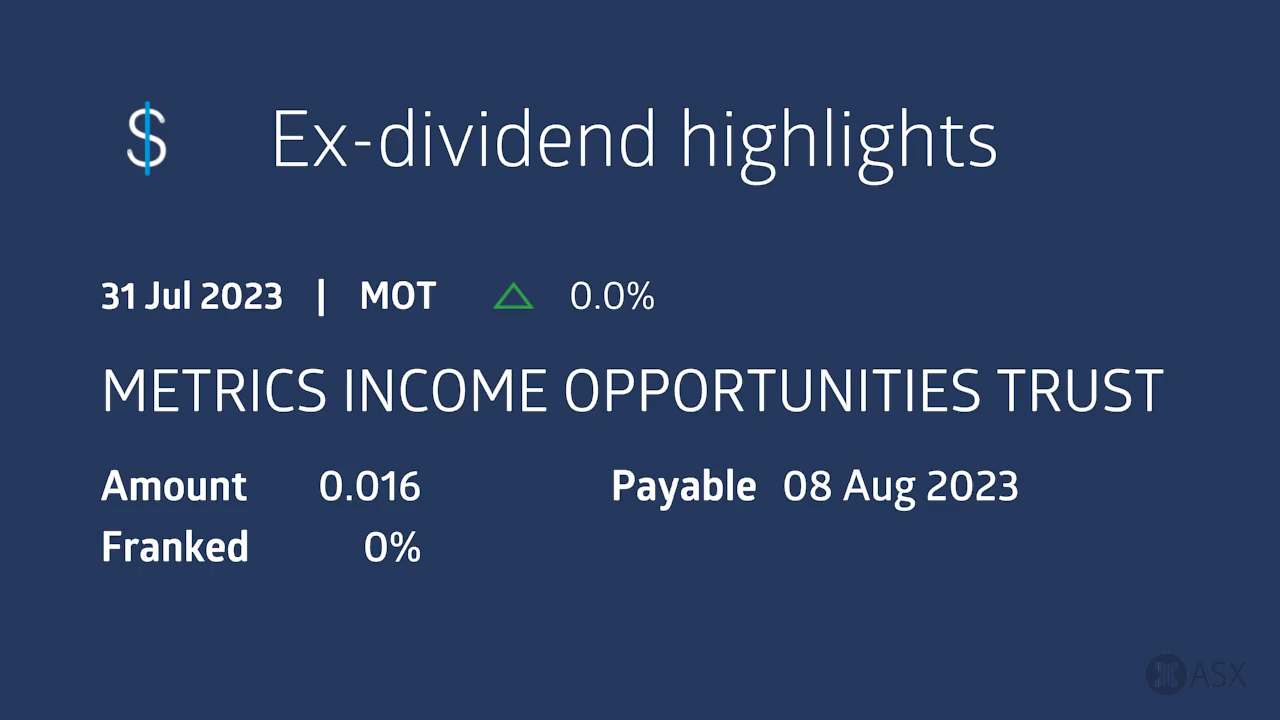 $ Ex-dividend highlights
31 Jul 2023 | MOT 0.0%
METRICS INCOME OPPORTUNITIES TRUST
Amount 0.016 Payable 08 Aug 2023
Franked 0%
ASX